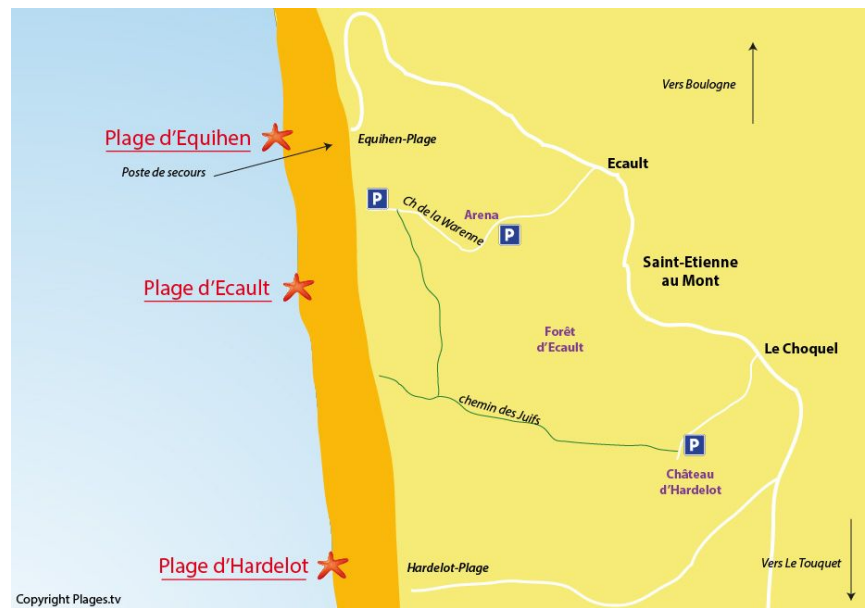 Vers Boulogne
Plage d'Equihen
Equihen-Plage
Poste de secours
Ecault
P
Ch de la Warenne
Arena
P
Saint-Etienne
au Mont
Plage d'Ecault
Forêt
d'Ecault
Le Choquel
chemin des Juifs
P
Château
d'Hardelot
Plage d'Hardelot
Hardelot-Plage
Vers Le Touquet
Copyright Plages.tv